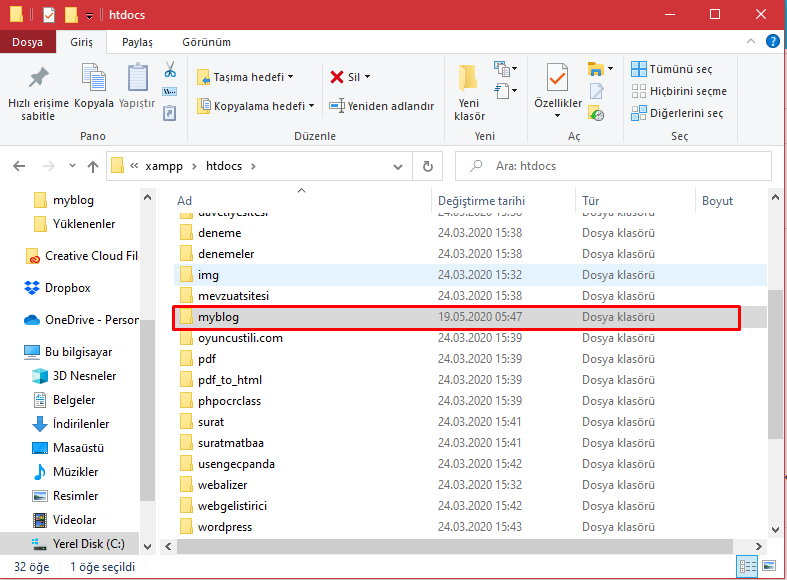 htdocs
Dosya Giriş Paylaş Görünüm
Hızlı erişime sabitle
Kopyala
Yapıştır
Pano
Taşıma hedefi
Kopyalama hedefi
Sil
Yeniden adlandır
Düzenle
Yeni klasör
Yeni
Özellikler
Aç
Tümünü seç
Hiçbirini seçme
Diğerlerini seç
Seç
« xampp › htdocs ›
Ara: htdocs
myblog
Yüklenenler
Creative Cloud Fil
Dropbox
OneDrive - Person
Bu bilgisayar
3D Nesneler
Belgeler
İndirilenler
Masaüstü
Müzikler
Resimler
Videolar
Yerel Disk (C:)
Ad Değiştirme tarihi Tür Boyut
davetiyesitesi 24.03.2020 15:38 Dosya klasörü
deneme 24.03.2020 15:38 Dosya klasörü
denemeler 24.03.2020 15:38 Dosya klasörü
img 24.03.2020 15:32 Dosya klasörü
mevzuatsitesi 24.03.2020 15:38 Dosya klasörü
myblog 19.05.2020 05:47 Dosya klasörü
oyuncustili.com 24.03.2020 15:39 Dosya klasörü
pdf 24.03.2020 15:39 Dosya klasörü
pdf_to_html 24.03.2020 15:39 Dosya klasörü
phpocrclass 24.03.2020 15:39 Dosya klasörü
surat 24.03.2020 15:41 Dosya klasörü
suratmatbaa 24.03.2020 15:41 Dosya klasörü
usengecpanda 24.03.2020 15:42 Dosya klasörü
webalizer 24.03.2020 15:32 Dosya klasörü
webgelistirici 24.03.2020 15:42 Dosya klasörü
wordpress 24.03.2020 15:43 Dosya klasörü
32 öğe 1 öğe seçildi